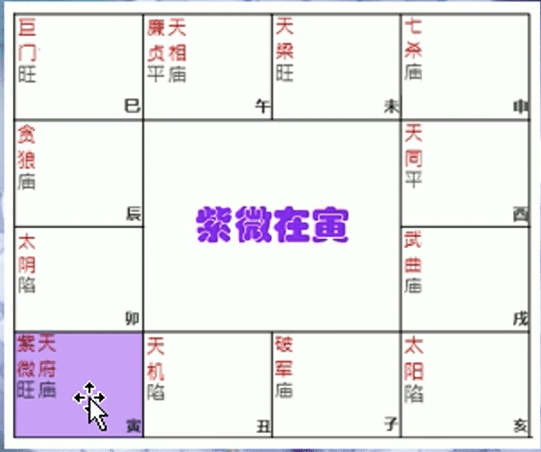 巨
门
旺
巳
廉天
贞相
平庙
午
天
梁
旺
未
七
杀
庙
申
贪
狼
庙
辰
紫微在寅
天
同
平
酉
太
阴
陷
卯
武
曲
庙
戌
紫天
微府
旺庙
寅
天
机
陷
丑
破
军
庙
子
太
阳
陷
亥